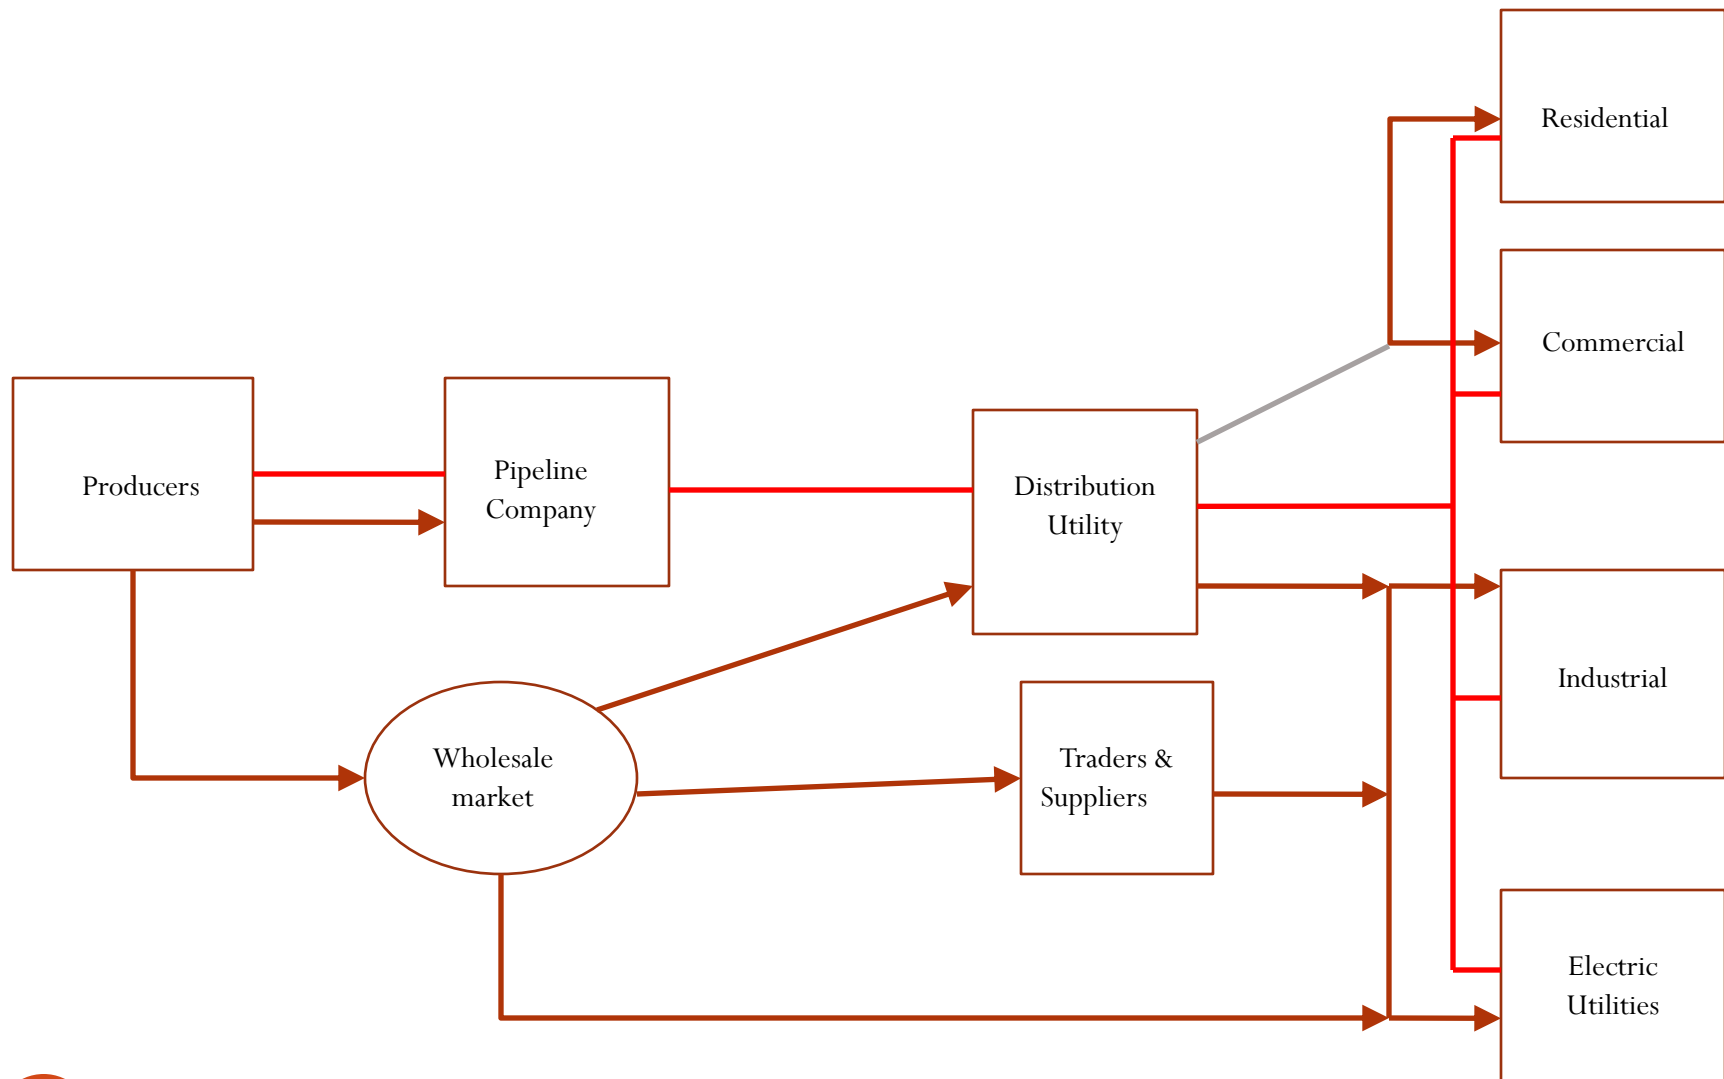 Residential
Commercial
Producers
Pipeline
Company
Distribution
Utility
Industrial
Wholesale
market
Traders &
Suppliers
Electric
Utilities